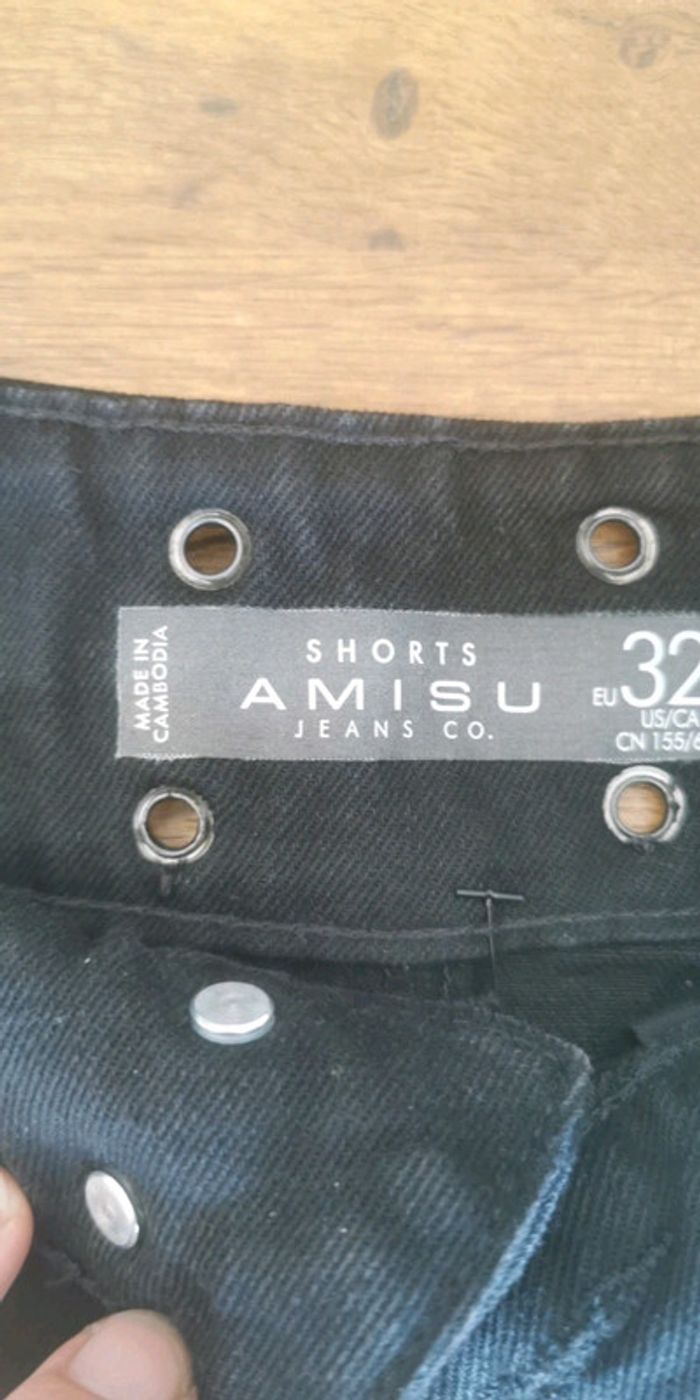 MADE IN
CAMBODIA
SHORTS
AMISU
JEANS CO.
EU 32
US/CA
CN 155/6